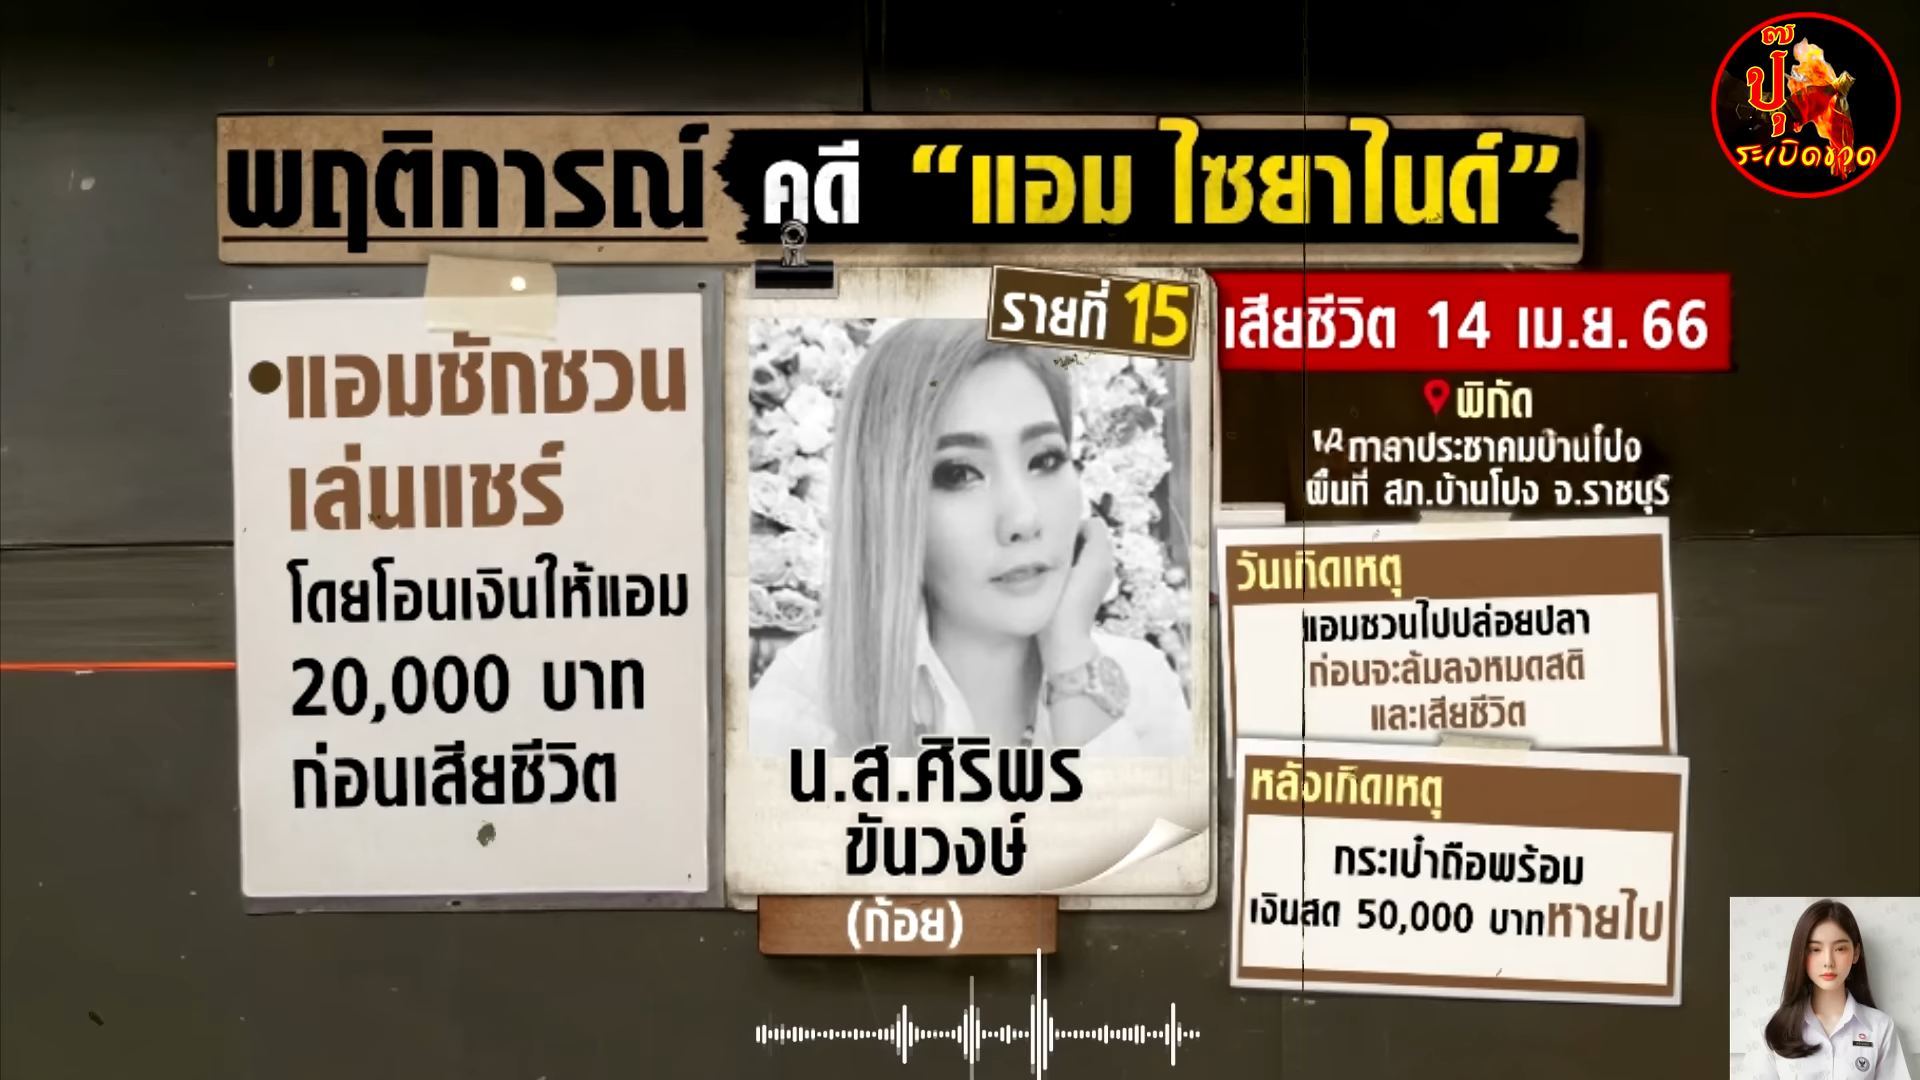 พฤติการณ์ คดี “แอม ไซยาไนด์”
•แอมชักชวน
เล่นแชร์
โดยโอนเงินให้แอม
20,000 บาท
ก่อนเสียชีวิต
รายที่ 15
น.ส.ศิริพร
ขันวงษ์
(ก้อย)
เสียชีวิต 14 เม.ย. 66
พิกัด
ศาลาประชาคมบ้านโป่ง
พื้นที่ สภ.บ้านโป่ง จ.ราชบุรี
วันเกิดเหตุ
แอมชวนไปปล่อยปลา
ก่อนจะล้มลงหมดสติ
และเสียชีวิต
หลังเกิดเหตุ
กระเป๋าถือพร้อม
เงินสด 50,000 บาทหายไป
ปุ๊
ระเบิดขวด